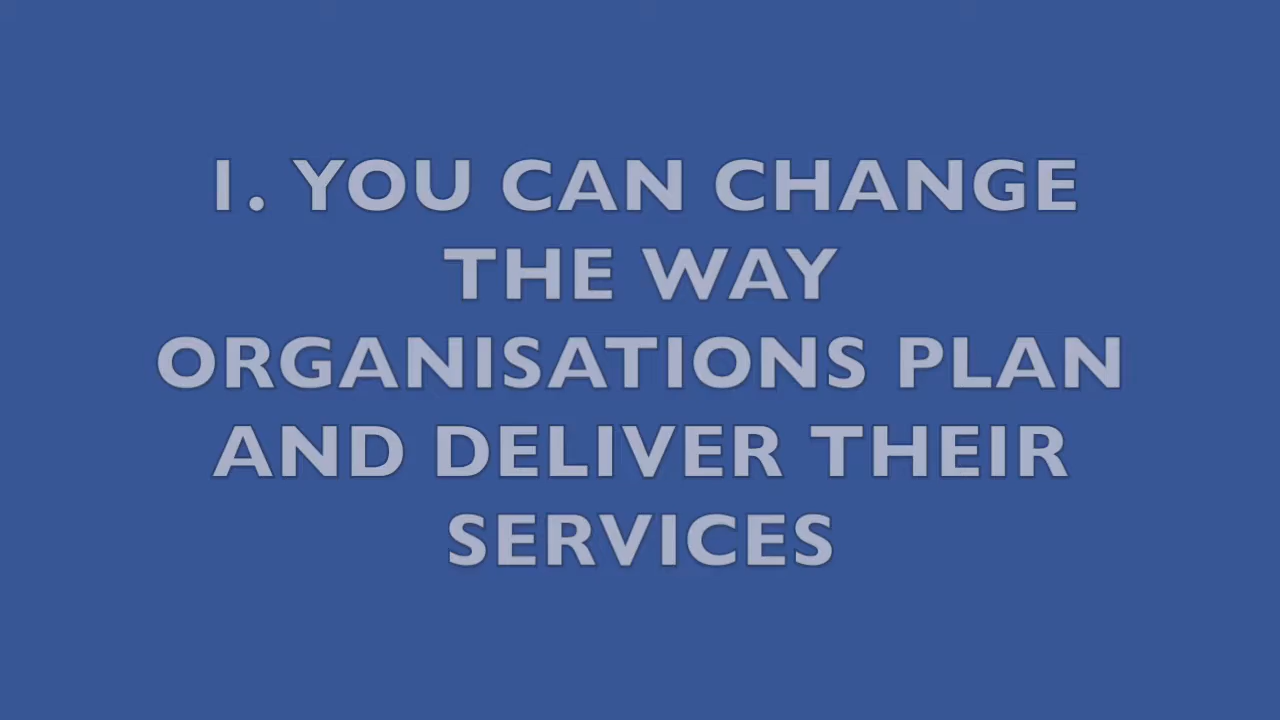 1. YOU CAN CHANGE
THE WAY
ORGANISATIONS PLAN
AND DELIVER THEIR
SERVICES